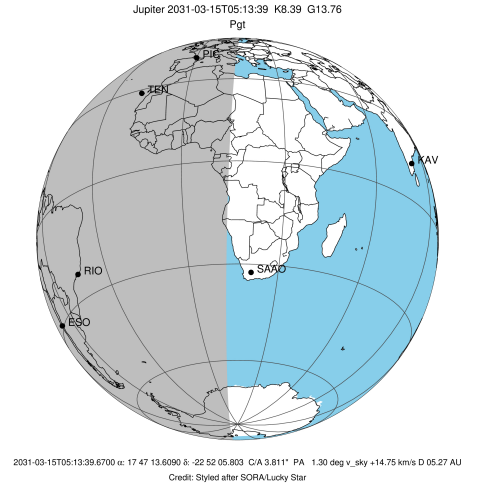 Jupiter 2031-03-15T05:13:39 K8.39 G13.76
Pgt
PIC
TEN
KAV
RIO
SAAO
ESO
2031-03-15T05:13:39.6700 α: 17 47 13.6090 δ: -22 52 05.803 C/A 3.811" PA 1.30 deg v_sky +14.75 km/s D 05.27 AU
Credit: Styled after SORA/Lucky Star